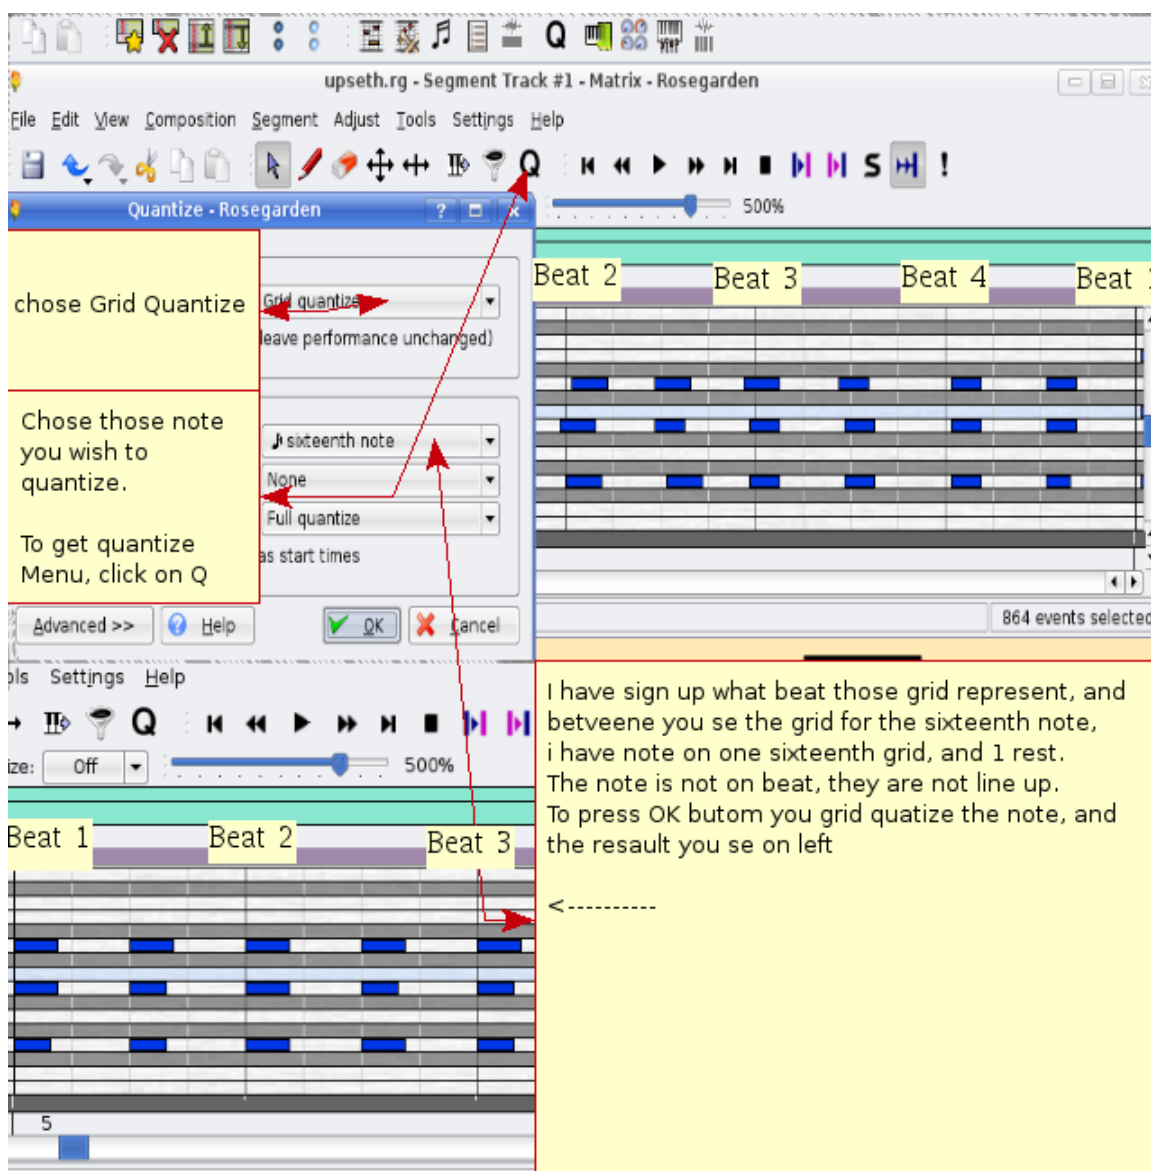 Q
upseth.rg - Segment Track #1 - Matrix - Rosegarden
File Edit View Composition Segment Adjust Tools Settings Help
Q S !
Quantize - Rosegarden ?
500%
Beat 2 Beat 3 Beat 4 Beat 1
chose Grid Quantize
Grid quantize
leave performance unchanged)
Chose those note
you wish to
quantize.
To get quantize
Menu, click on Q
sixteenth note
None
Full quantize
as start times
Advanced >> Help OK Cancel
864 events selected
ols Settings Help
Q
ize: Off 500%
Beat 1 Beat 2 Beat 3
5
I have sign up what beat those grid represent, and
betveene you se the grid for the sixteenth note,
i have note on one sixteenth grid, and 1 rest.
The note is not on beat, they are not line up.
To press OK butom you grid quatize the note, and
the resault you se on left
<----------